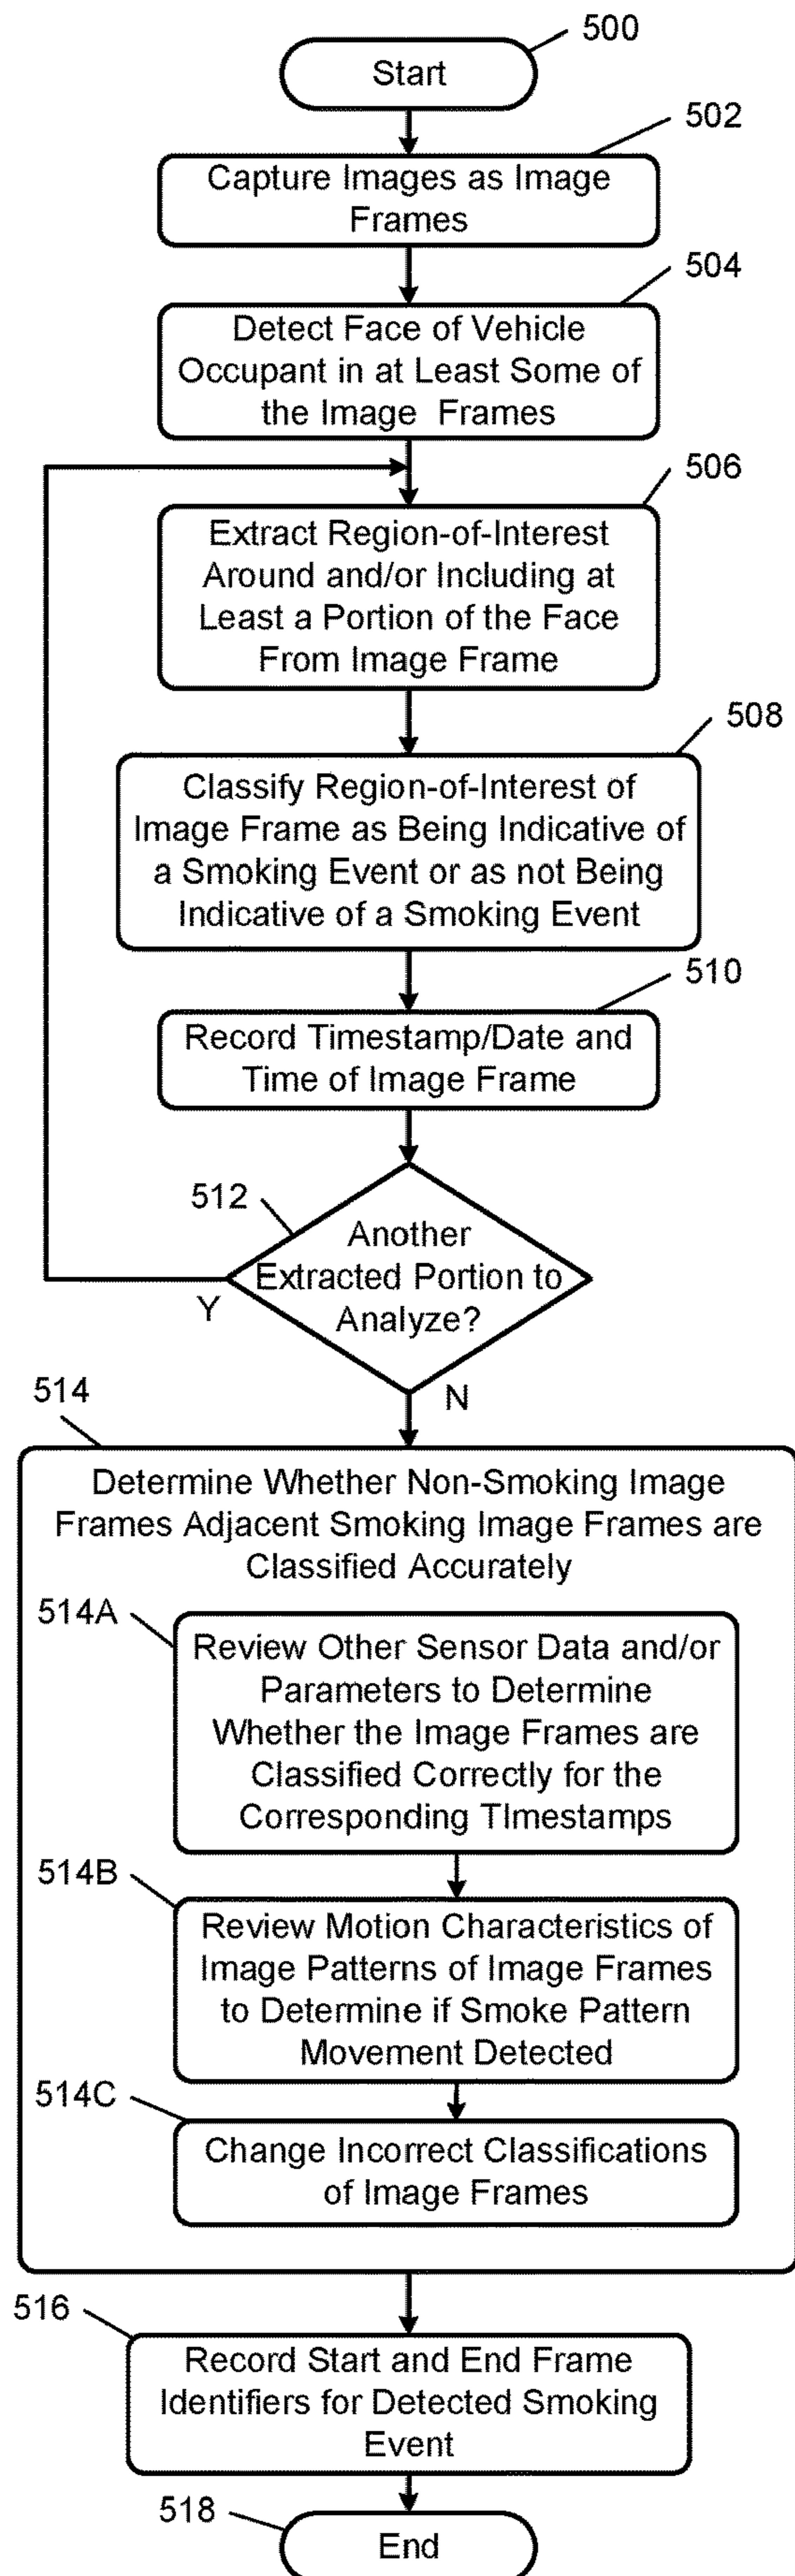 500
Start
502
Capture Images as Image
Frames
504
Detect Face of Vehicle
Occupant in at Least Some of
the Image Frames
506
Extract Region-of-Interest
Around and/or Including at
Least a Portion of the Face
From Image Frame
508
Classify Region-of-Interest of
Image Frame as Being Indicative of
a Smoking Event or as not Being
Indicative of a Smoking Event
510
Record Timestamp/Date and
Time of Image Frame
512
Another
Extracted Portion to
Analyze?
Y
N
514
Determine Whether Non-Smoking Image
Frames Adjacent Smoking Image Frames are
Classified Accurately
514A
Review Other Sensor Data and/or
Parameters to Determine
Whether the Image Frames are
Classified Correctly for the
Corresponding TImestamps
514B
Review Motion Characteristics of
Image Patterns of Image Frames
to Determine if Smoke Pattern
Movement Detected
514C
Change Incorrect Classifications
of Image Frames
516
Record Start and End Frame
Identifiers for Detected Smoking
Event
518
End